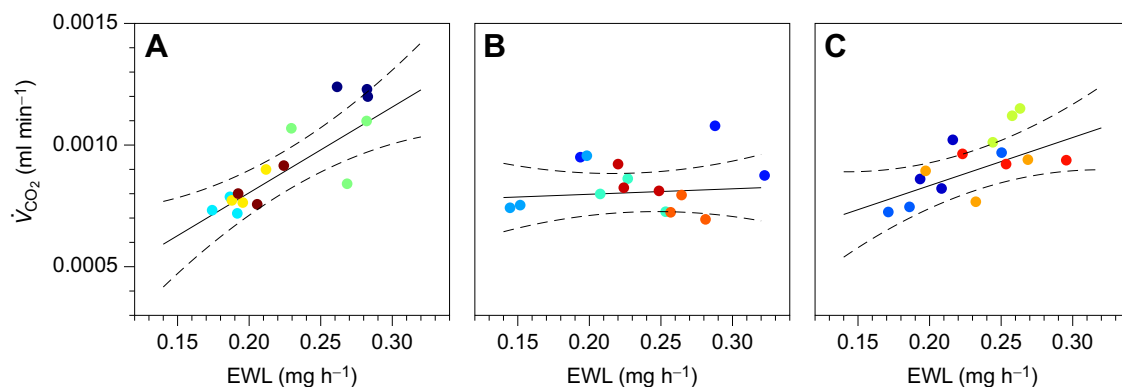 A B C
0.0015
0.0010
0.0005
V̇CO₂ (ml min⁻¹)
0.15 0.20 0.25 0.30 0.15 0.20 0.25 0.30 0.15 0.20 0.25 0.30
EWL (mg h⁻¹) EWL (mg h⁻¹) EWL (mg h⁻¹)